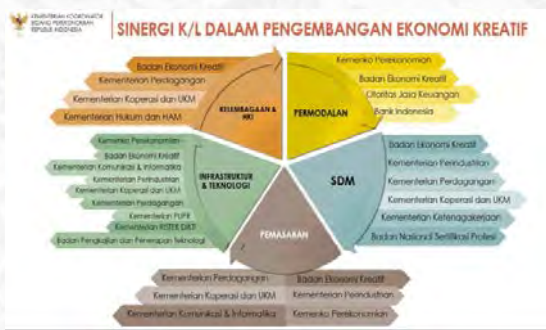 KEMENTERIAN KOORDINATOR
BIDANG PEREKONOMIAN
REPUBLIK INDONESIA
SINERGI K/L DALAM PENGEMBANGAN EKONOMI KREATIF
Badan Ekonomi Kreatif
Kementerian Perdagangan
Kementerian Koperasi dan UKM
Kementerian Hukum dan HAM
KELEMBAGAAN &
HKI
Kemenko Perekonomian
Badan Ekonomi Kreatif
Otoritas Jasa Keuangan
Bank Indonesia
PERMODALAN
Kemenko Perekonomian
Badan Ekonomi Kreatif
Kementerian Komunikasi & Informatika
Kementerian Perindustrian
Kementerian Koperasi dan UKM
Kementerian Perdagangan
Kementerian PUPR
Kementerian RISTEK DIKTI
Badan Pengkajian dan Penerapan Teknologi
INFRASTRUKTUR
& TEKNOLOGI
SDM
Badan Ekonomi Kreatif
Kementerian Perindustrian
Kementerian Perdagangan
Kementerian Koperasi dan UKM
Kementerian Ketenagakerjaan
Badan Nasional Sertifikasi Profesi
PEMASARAN
Kementerian Perdagangan
Kementerian Koperasi dan UKM
Kementerian Komunikasi & Informatika
Badan Ekonomi Kreatif
Kementerian Perindustrian
Kemenko Perekonomian